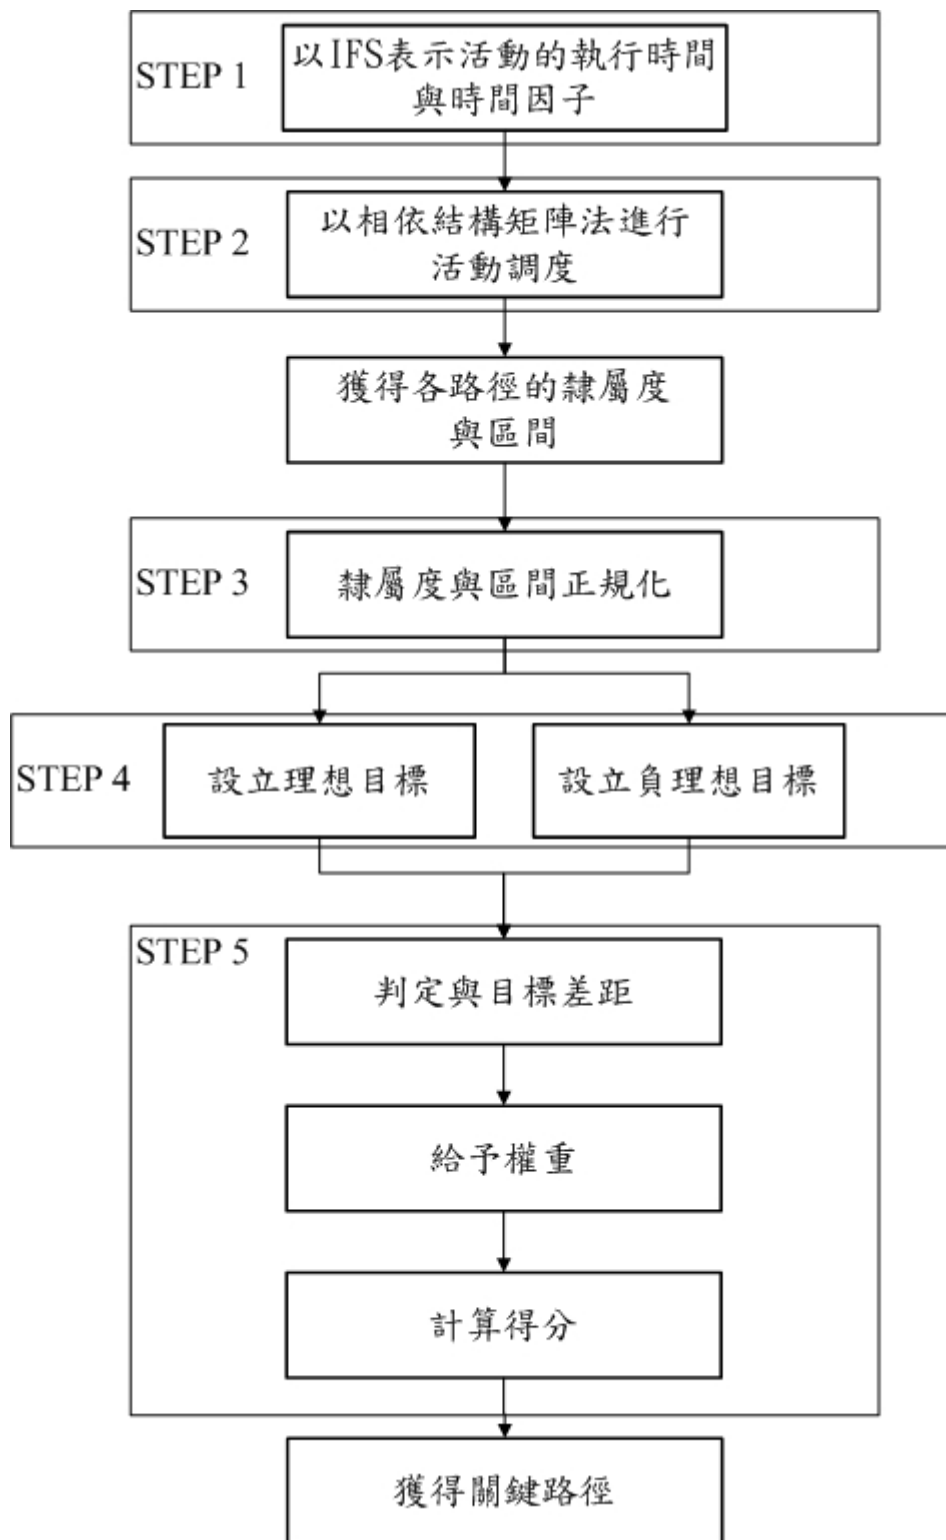 STEP 1
以IFS表示活動的執行時間
與時間因子
STEP 2
以相依結構矩陣法進行
活動調度
獲得各路徑的隸屬度
與區間
STEP 3
隸屬度與區間正規化
STEP 4
設立理想目標
設立負理想目標
STEP 5
判定與目標差距
給予權重
計算得分
獲得關鍵路徑